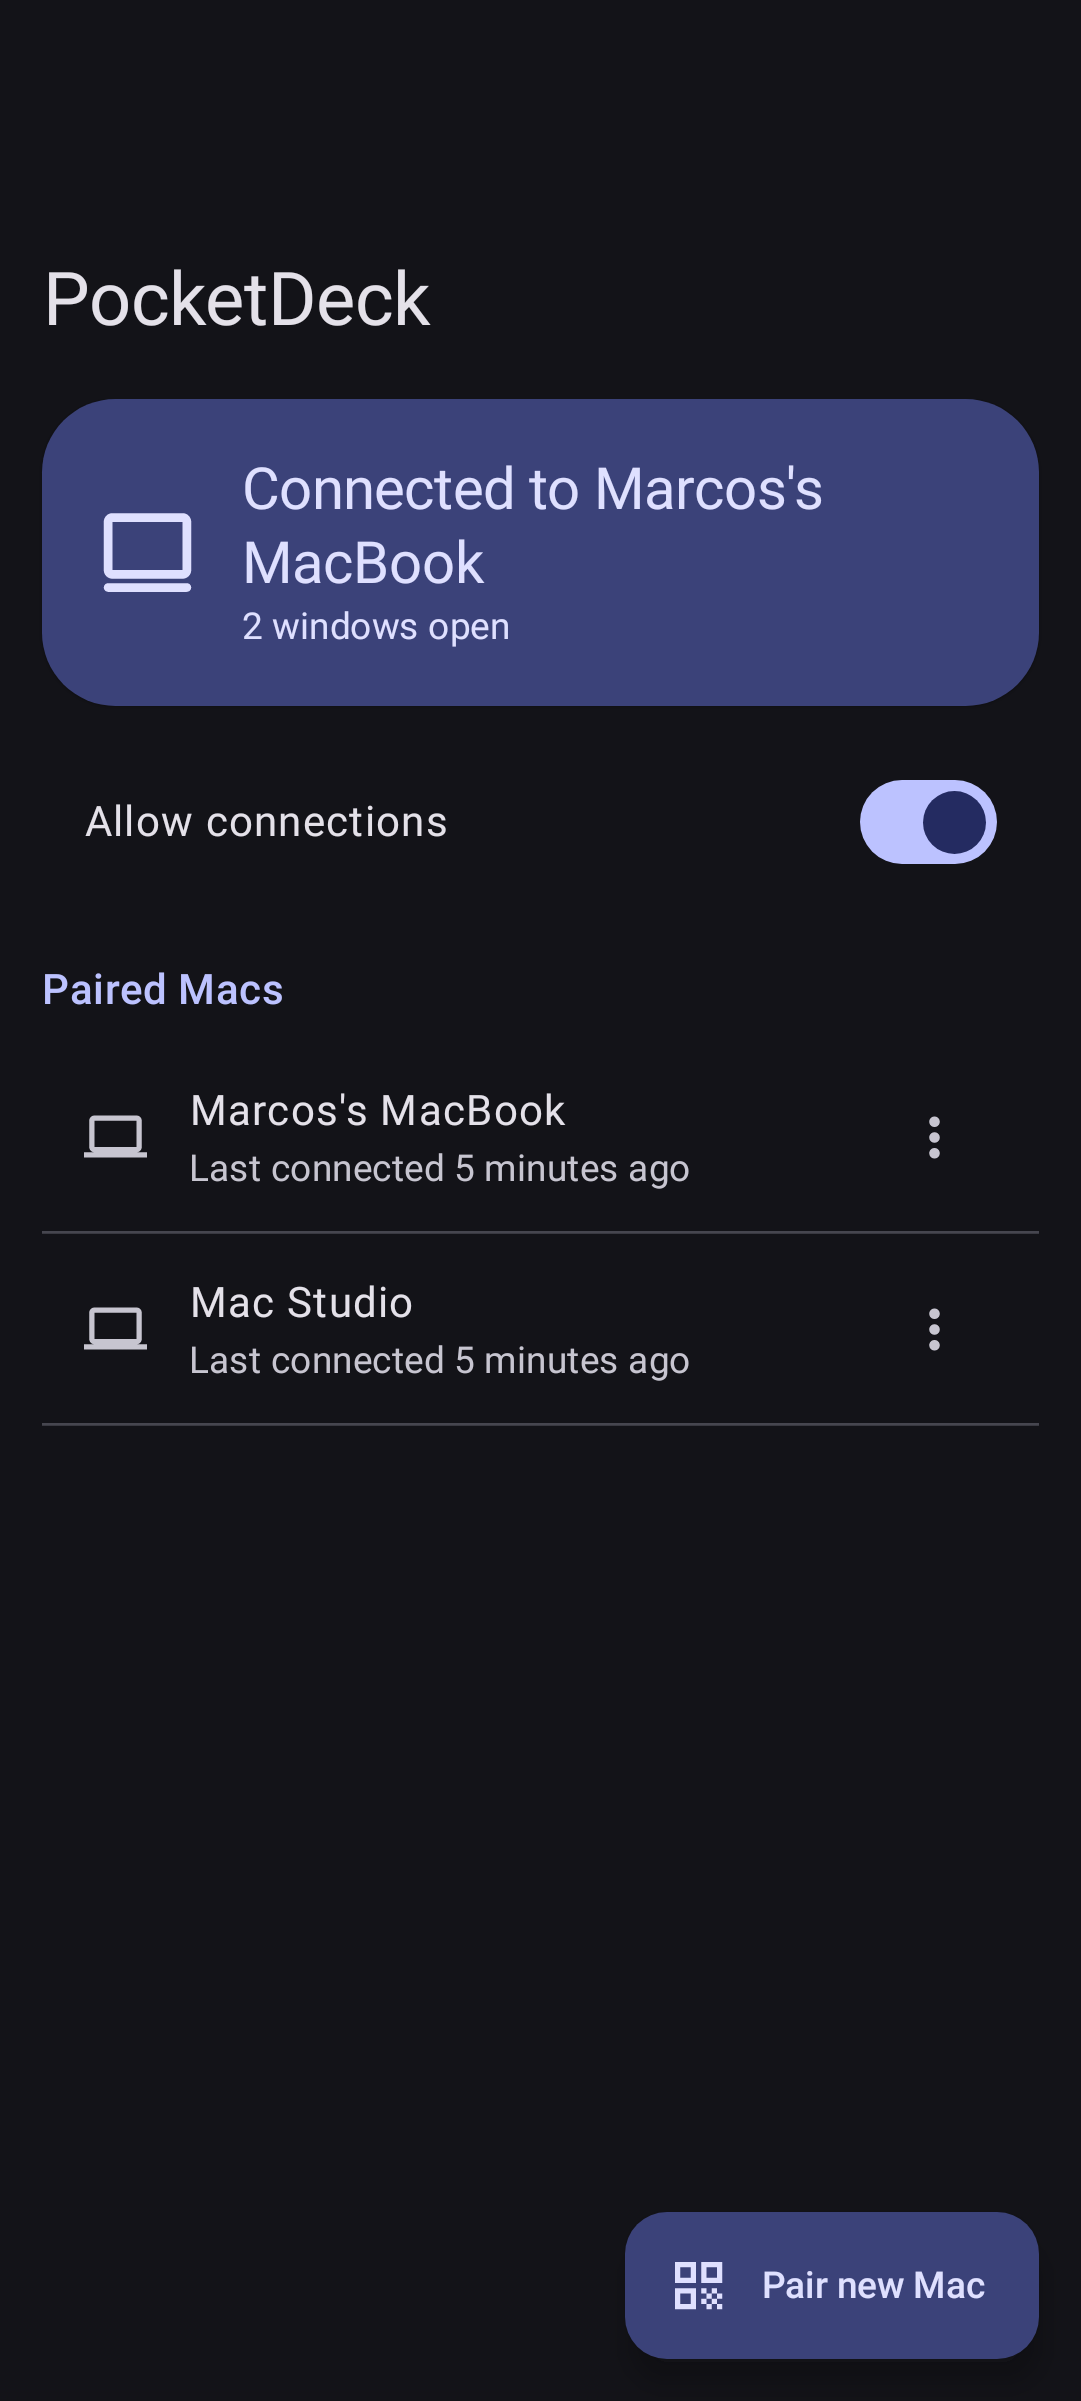 PocketDeck
Connected to Marcos's
MacBook
2 windows open
Allow connections
Paired Macs
Marcos's MacBook
Last connected 5 minutes ago
Mac Studio
Last connected 5 minutes ago
Pair new Mac